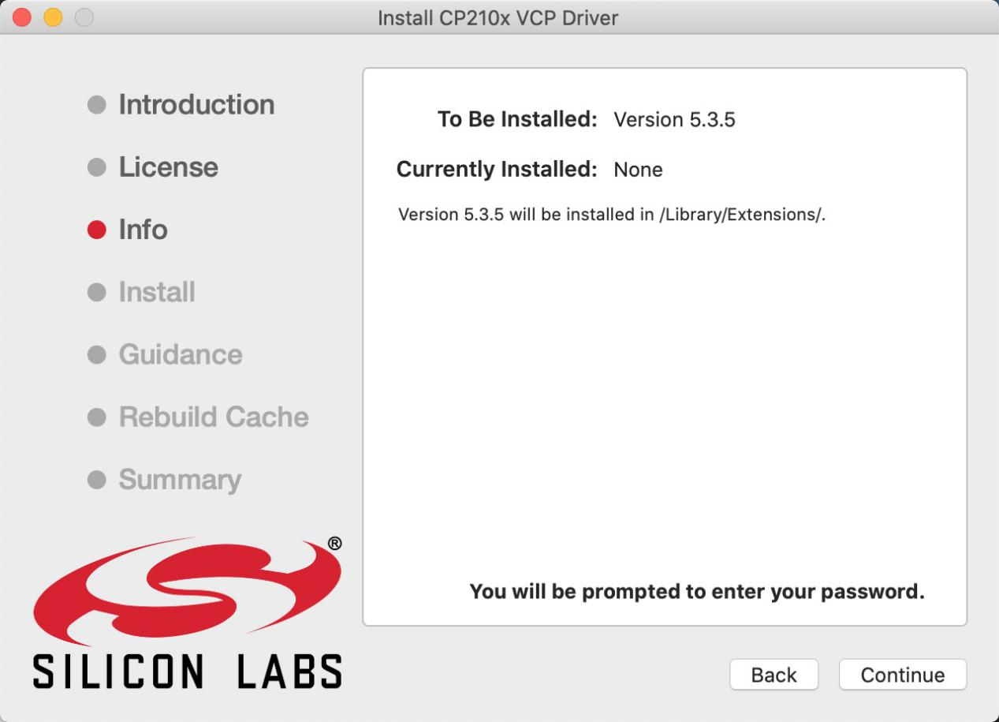 Install CP210x VCP Driver
Introduction
License
Info
Install
Guidance
Rebuild Cache
Summary
To Be Installed: Version 5.3.5
Currently Installed: None
Version 5.3.5 will be installed in /Library/Extensions/.
You will be prompted to enter your password.
®
SILICON LABS
Back Continue